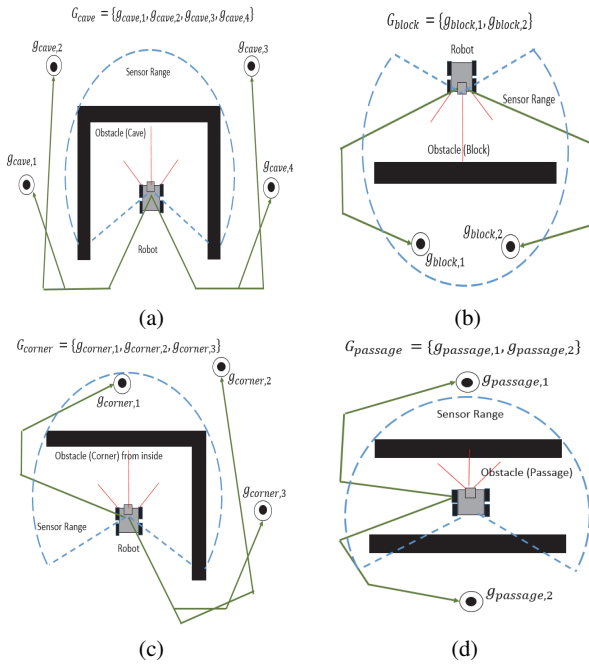 G_cave = {g_cave,1, g_cave,2, g_cave,3, g_cave,4}
g_cave,2
g_cave,3
Sensor Range
Obstacle (Cave)
g_cave,1
g_cave,4
Robot
(a)
G_block = {g_block,1, g_block,2}
Robot
Sensor Range
Obstacle (Block)
g_block,2
g_block,1
(b)
G_corner = {g_corner,1, g_corner,2, g_corner,3}
g_corner,2
g_corner,1
Obstacle (Corner) from inside
g_corner,3
Sensor Range
Robot
(c)
G_passage = {g_passage,1, g_passage,2}
g_passage,1
Sensor Range
Obstacle (Passage)
g_passage,2
(d)